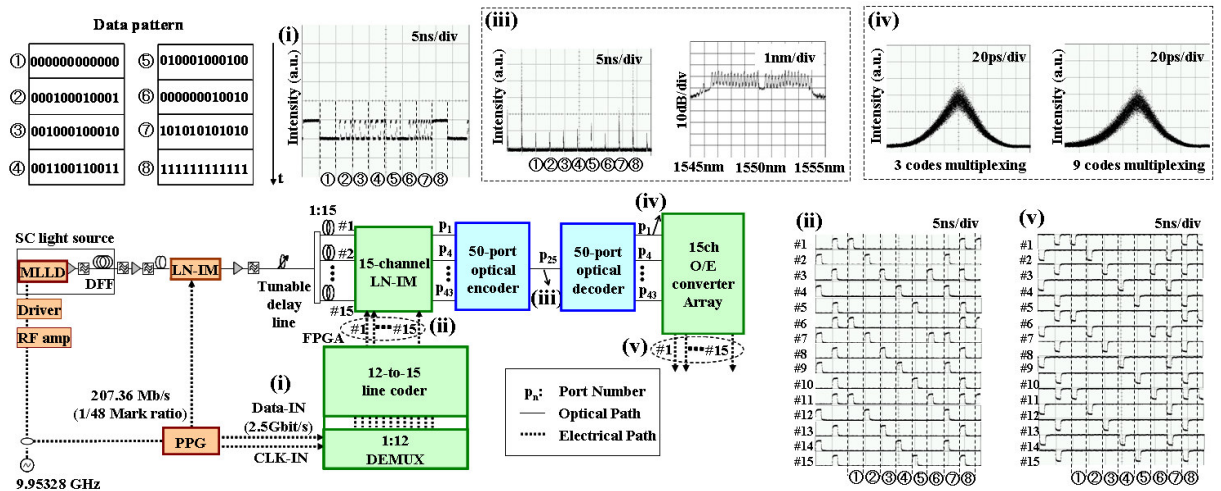 Data pattern
① 000000000000
② 000100010001
③ 001000100010
④ 001100110011
⑤ 010001000100
⑥ 000000010010
⑦ 101010101010
⑧ 111111111111
t
(i)
5ns/div
Intensity (a.u.)
①②③④⑤⑥⑦⑧
(iii)
5ns/div
Intensity (a.u.)
①②③④⑤⑥⑦⑧
1nm/div
10dB/div
1545nm 1550nm 1555nm
(iv)
20ps/div
Intensity (a.u.)
3 codes multiplexing
20ps/div
Intensity (a.u.)
9 codes multiplexing
SC light source
MLLD
DFF
Driver
RF amp
LN-IM
Tunable
delay
line
1:15
#1
#2
#15
15-channel
LN-IM
p1
p4
p43
50-port
optical
encoder
p25
(iii)
50-port
optical
decoder
(iv)
p1
p4
p43
15ch
O/E
converter
Array
FPGA
#1 #15
(ii)
(v)
#1 #15
12-to-15
line coder
1:12
DEMUX
(i)
Data-IN
(2.5Gbit/s)
CLK-IN
207.36 Mb/s
(1/48 Mark ratio)
PPG
9.95328 GHz
pn: Port Number
Optical Path
Electrical Path
(ii)
5ns/div
#1
#2
#3
#4
#5
#6
#7
#8
#9
#10
#11
#12
#13
#14
#15
①②③④⑤⑥⑦⑧
(v)
5ns/div
#1
#2
#3
#4
#5
#6
#7
#8
#9
#10
#11
#12
#13
#14
#15
①②③④⑤⑥⑦⑧